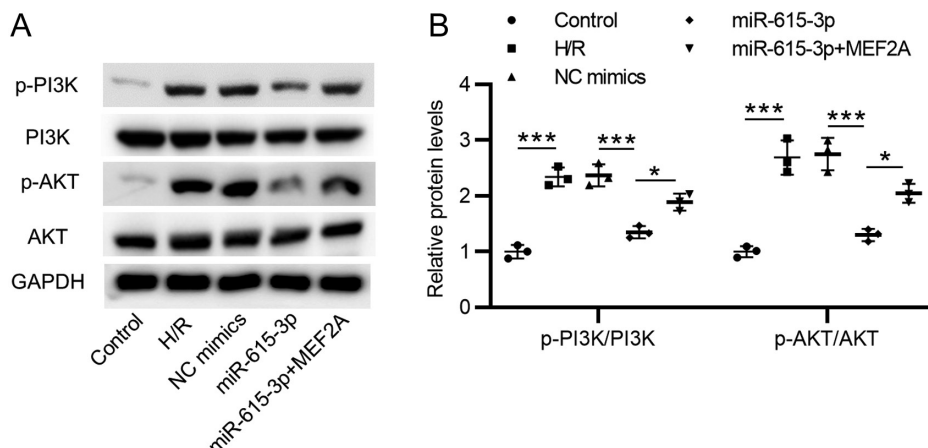 A
p-PI3K
PI3K
p-AKT
AKT
GAPDH
Control
H/R
NC mimics
miR-615-3p
miR-615-3p+MEF2A
B
Control
H/R
NC mimics
miR-615-3p
miR-615-3p+MEF2A
Relative protein levels
4
3
2
1
0
*** *** *
*** *** *
p-PI3K/PI3K
p-AKT/AKT